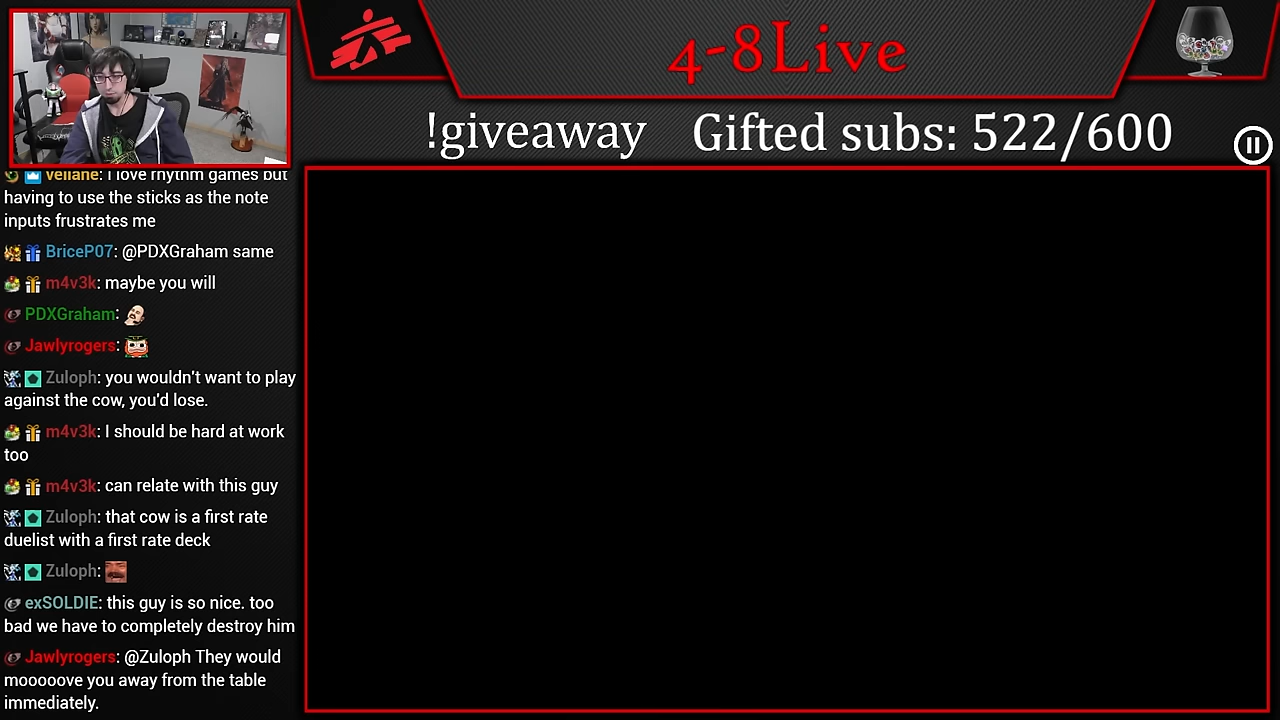 4-8Live
!giveaway Gifted subs: 522/600
vellane: I love rhythm games but
having to use the sticks as the note
inputs frustrates me
BriceP07: @PDXGraham same
m4v3k: maybe you will
PDXGraham:
Jawlyrogers:
Zuloph: you wouldn't want to play
against the cow, you'd lose.
m4v3k: I should be hard at work
too
m4v3k: can relate with this guy
Zuloph: that cow is a first rate
duelist with a first rate deck
Zuloph:
exSOLDIE: this guy is so nice. too
bad we have to completely destroy him
Jawlyrogers: @Zuloph They would
mooooove you away from the table
immediately.